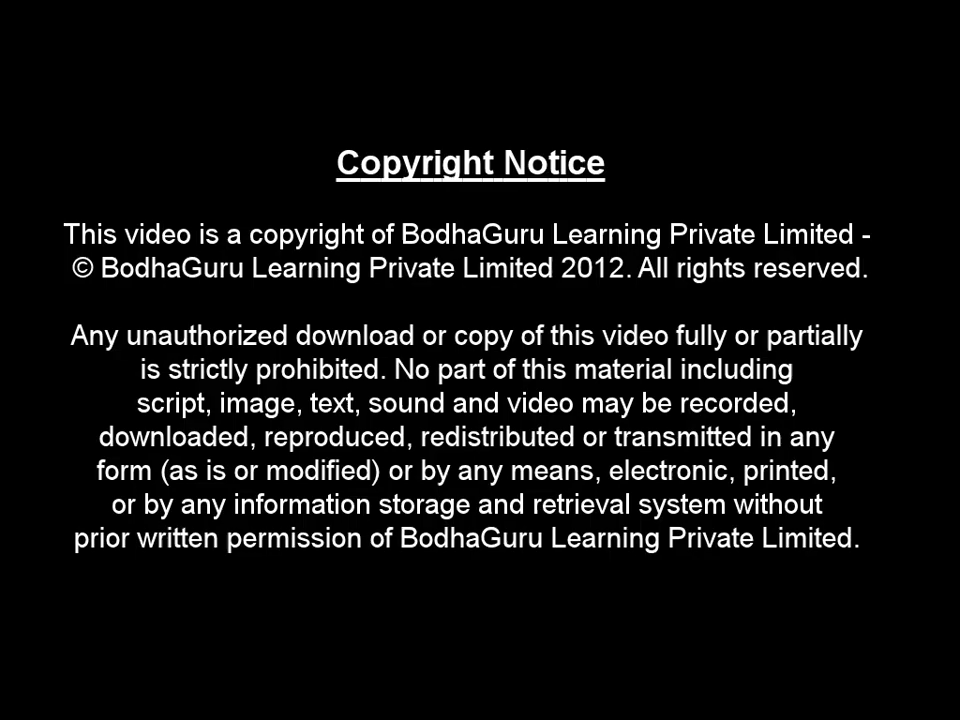 Copyright Notice
This video is a copyright of BodhaGuru Learning Private Limited -
© BodhaGuru Learning Private Limited 2012. All rights reserved.
Any unauthorized download or copy of this video fully or partially
is strictly prohibited. No part of this material including
script, image, text, sound and video may be recorded,
downloaded, reproduced, redistributed or transmitted in any
form (as is or modified) or by any means, electronic, printed,
or by any information storage and retrieval system without
prior written permission of BodhaGuru Learning Private Limited.